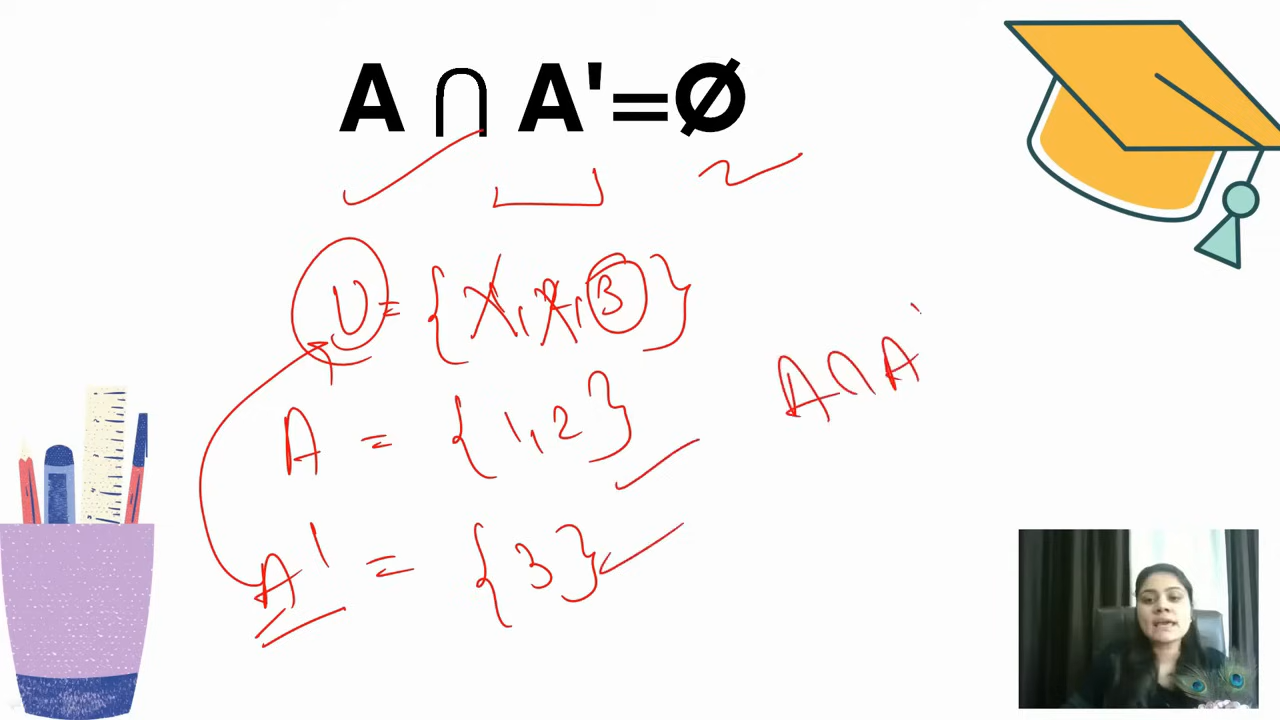 A ∩ A'=Ø
U = {1, 2, 3}
A = {1, 2}
A ∩ A'
A' = {3}